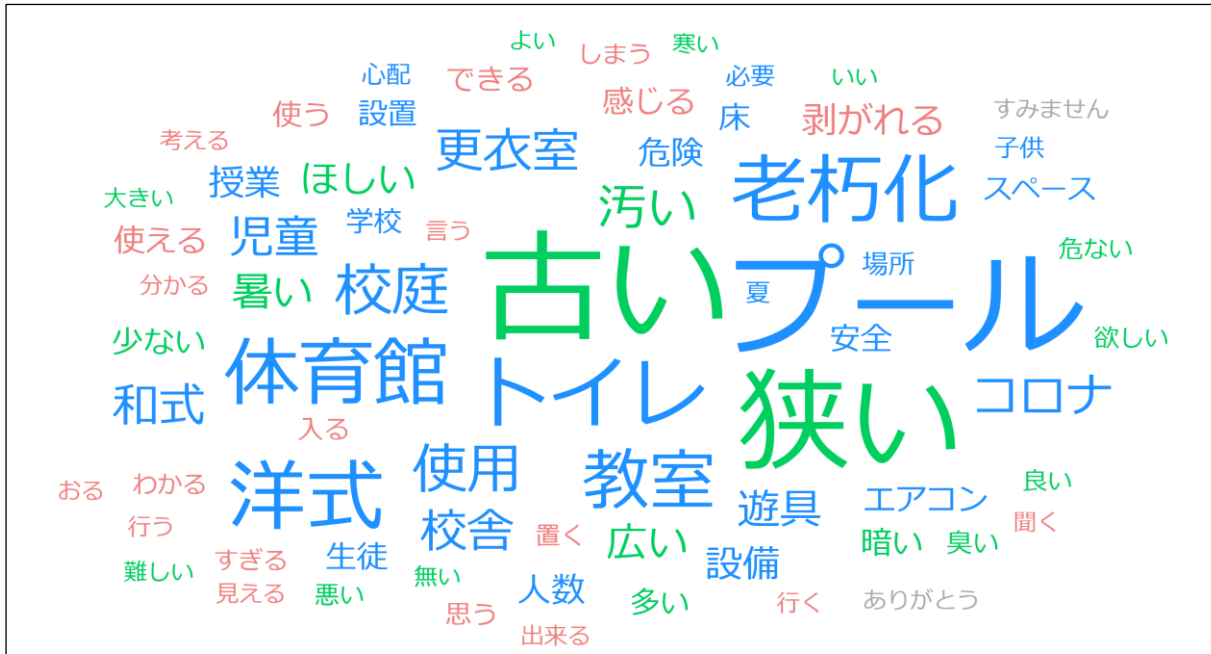 よい
しまう
寒い
心配
できる
必要
いい
使う
設置
感じる
床
剥がれる
すみません
考える
更衣室
危険
老朽化
子供
大きい
授業
ほしい
汚い
スペース
使える
児童
学校
言う
古い
プール
場所
危ない
分かる
暑い
校庭
夏
少ない
体育館
トイレ
安全
欲しい
和式
狭い
コロナ
入る
おる
わかる
洋式
使用
教室
遊具
エアコン
良い
行う
校舎
置く
広い
暗い
臭い
聞く
難しい
すぎる
生徒
無い
設備
見える
悪い
人数
多い
行く
ありがとう
思う
出来る